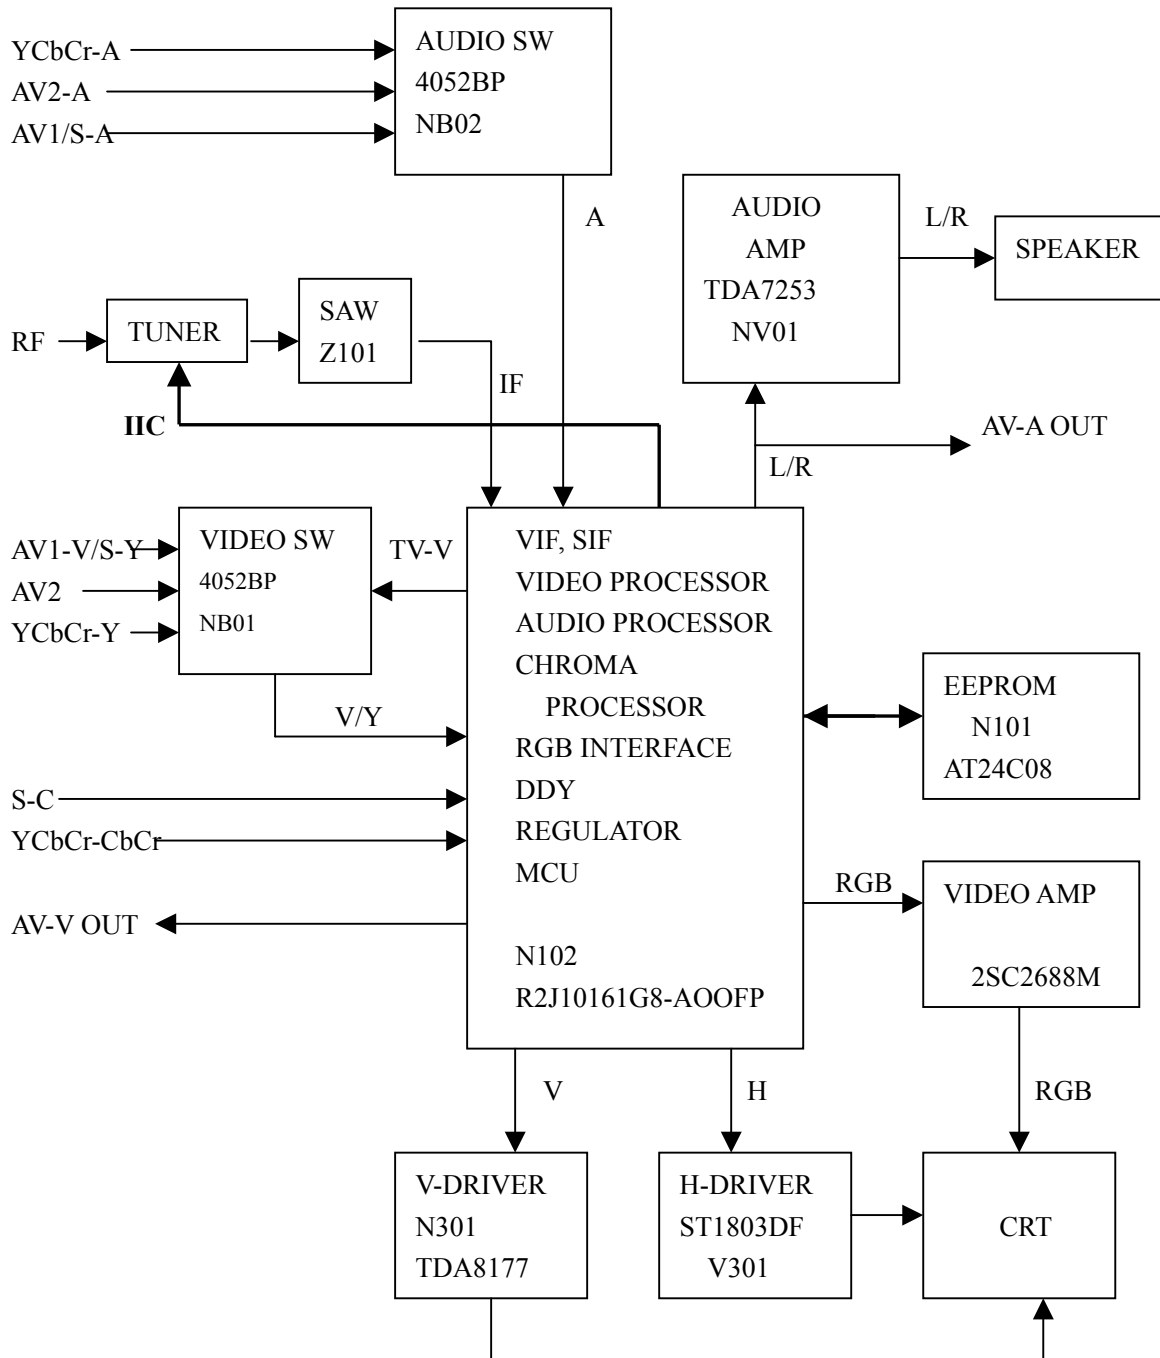 YCbCr-A
AV2-A
AV1/S-A
AUDIO SW
4052BP
NB02
A
AUDIO
AMP
TDA7253
NV01
L/R
SPEAKER
RF
TUNER
SAW
Z101
IF
IIC
AV-A OUT
L/R
AV1-V/S-Y
AV2
YCbCr-Y
VIDEO SW
4052BP
NB01
TV-V
V/Y
S-C
YCbCr-CbCr
AV-V OUT
VIF, SIF
VIDEO PROCESSOR
AUDIO PROCESSOR
CHROMA
PROCESSOR
RGB INTERFACE
DDY
REGULATOR
MCU
N102
R2J10161G8-AOOFP
EEPROM
N101
AT24C08
RGB
VIDEO AMP
2SC2688M
V
H
RGB
V-DRIVER
N301
TDA8177
H-DRIVER
ST1803DF
V301
CRT